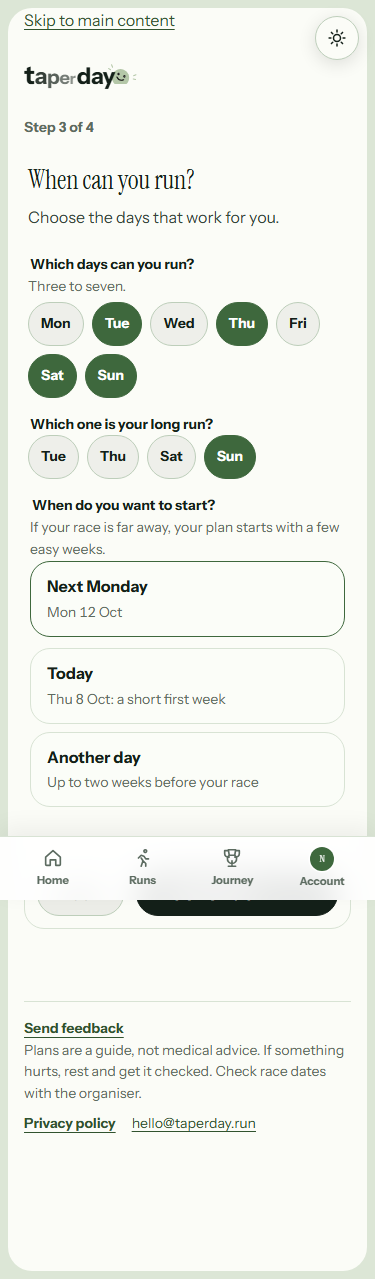 Skip to main content
taperday
Step 3 of 4
When can you run?
Choose the days that work for you.
Which days can you run?
Three to seven.
Mon Tue Wed Thu Fri
Sat Sun
Which one is your long run?
Tue Thu Sat Sun
When do you want to start?
If your race is far away, your plan starts with a few
easy weeks.
Next Monday
Mon 12 Oct
Today
Thu 8 Oct: a short first week
Another day
Up to two weeks before your race
N
Home Runs Journey Account
Send feedback
Plans are a guide, not medical advice. If something
hurts, rest and get it checked. Check race dates
with the organiser.
Privacy policy hello@taperday.run